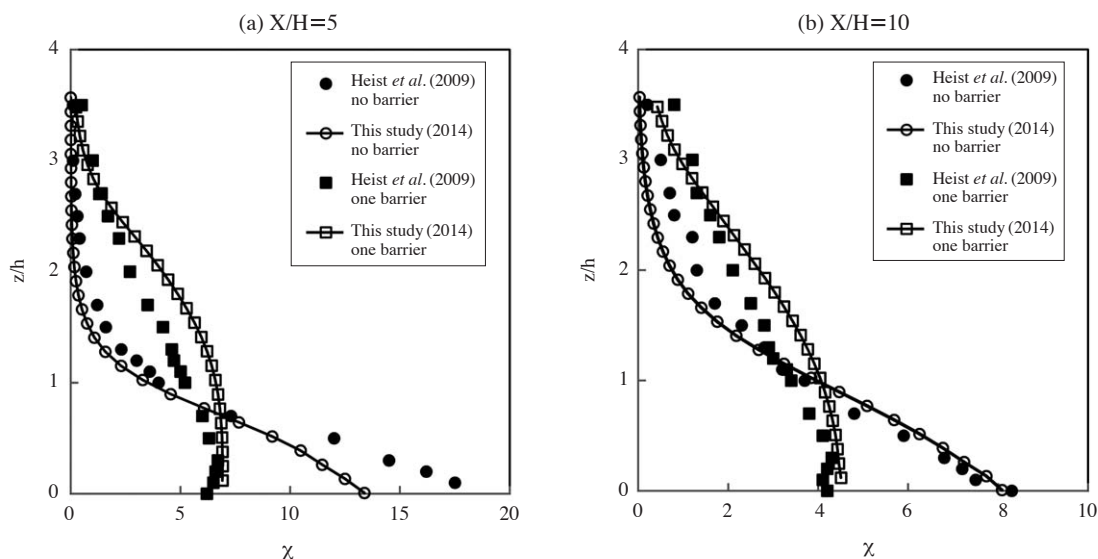 (a) X/H=5
4
3
2
1
0
z/h
0
5
10
15
20
χ
Heist et al. (2009)
no barrier
This study (2014)
no barrier
Heist et al. (2009)
one barrier
This study (2014)
one barrier
(b) X/H=10
4
3
2
1
0
z/h
0
2
4
6
8
10
χ
Heist et al. (2009)
no barrier
This study (2014)
no barrier
Heist et al. (2009)
one barrier
This study (2014)
one barrier